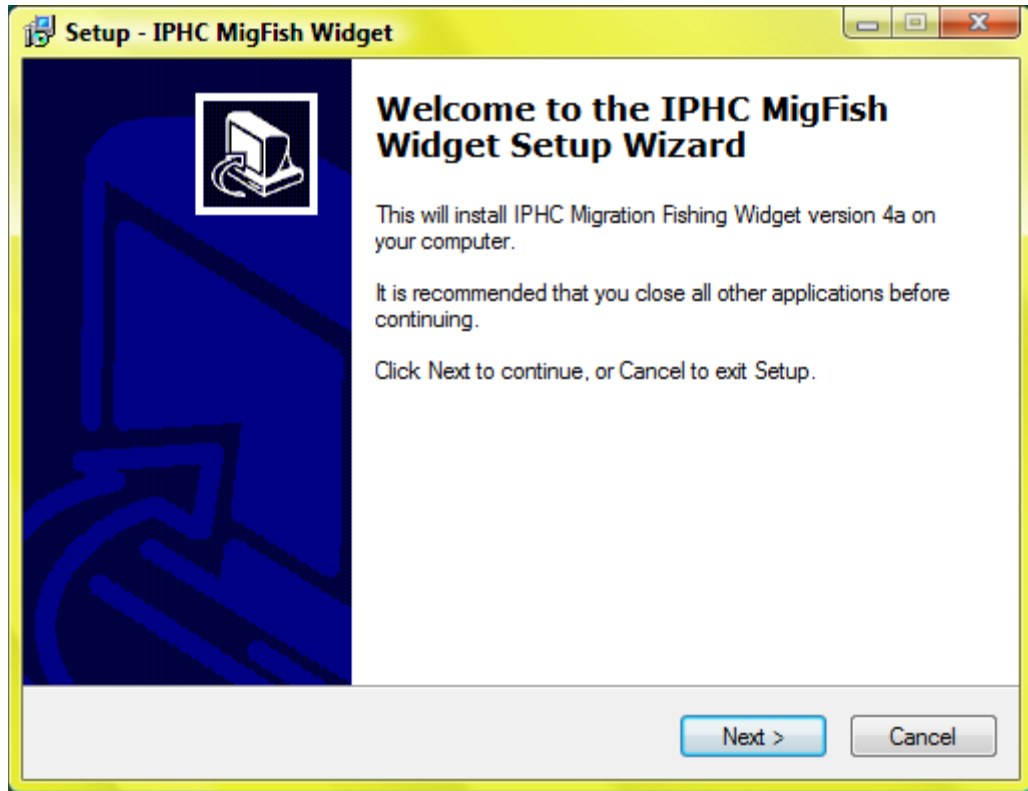 Setup - IPHC MigFish Widget
Welcome to the IPHC MigFish
Widget Setup Wizard
This will install IPHC Migration Fishing Widget version 4a on
your computer.
It is recommended that you close all other applications before
continuing.
Click Next to continue, or Cancel to exit Setup.
Next >
Cancel